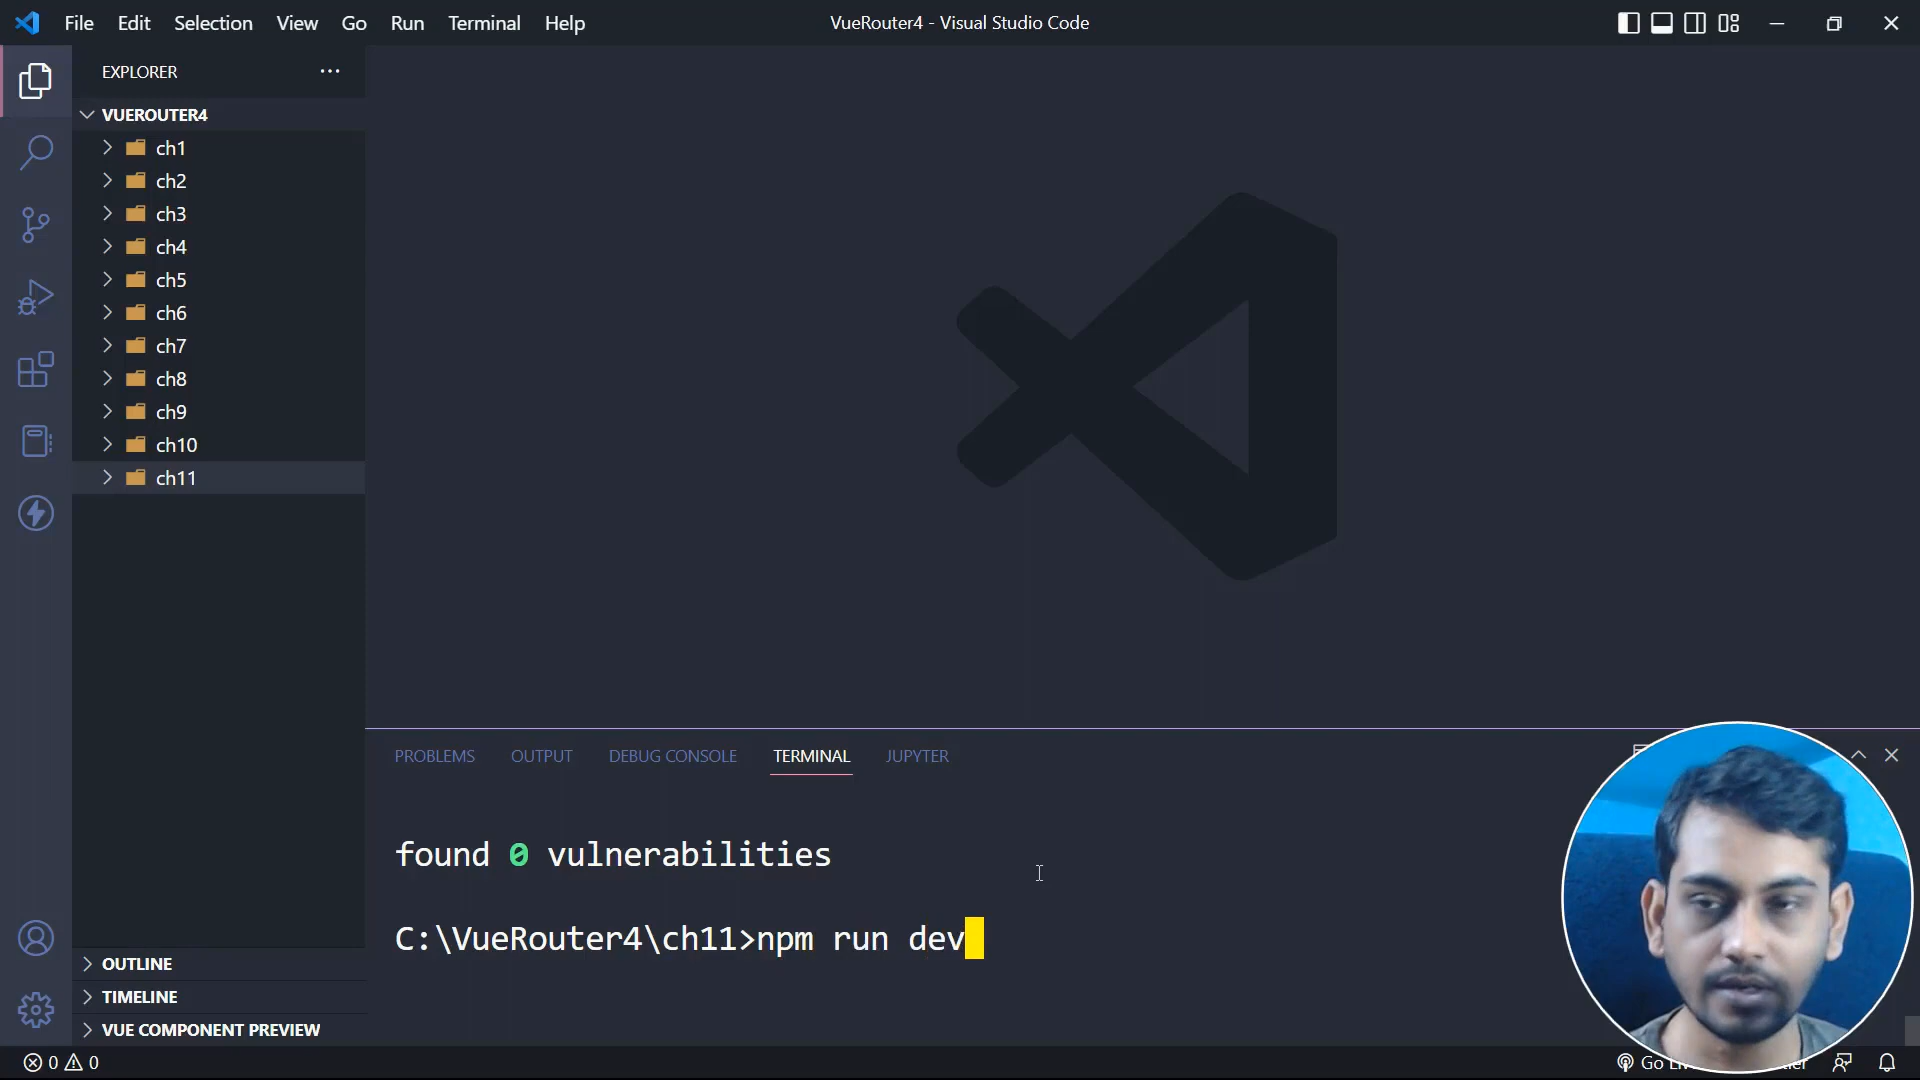 File Edit Selection View Go Run Terminal Help
VueRouter4 - Visual Studio Code
EXPLORER
VUEROUTER4
ch1
ch2
ch3
ch4
ch5
ch6
ch7
ch8
ch9
ch10
ch11
PROBLEMS OUTPUT DEBUG CONSOLE TERMINAL JUPYTER
found 0 vulnerabilities
C:\VueRouter4\ch11>npm run dev
OUTLINE
TIMELINE
VUE COMPONENT PREVIEW
0 0
Go